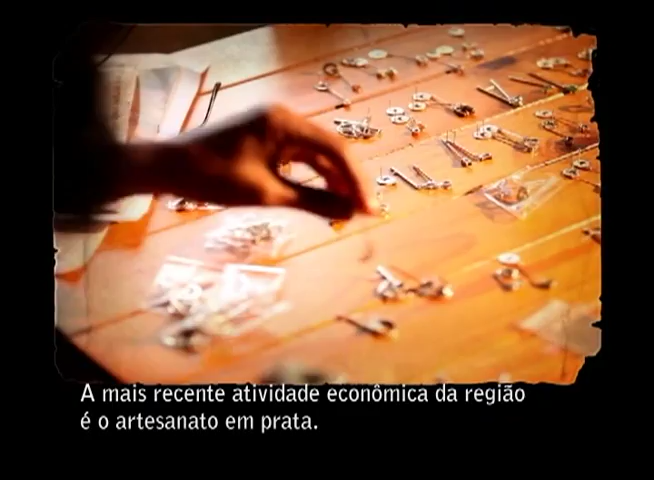 A mais recente atividade econômica da região
é o artesanato em prata.